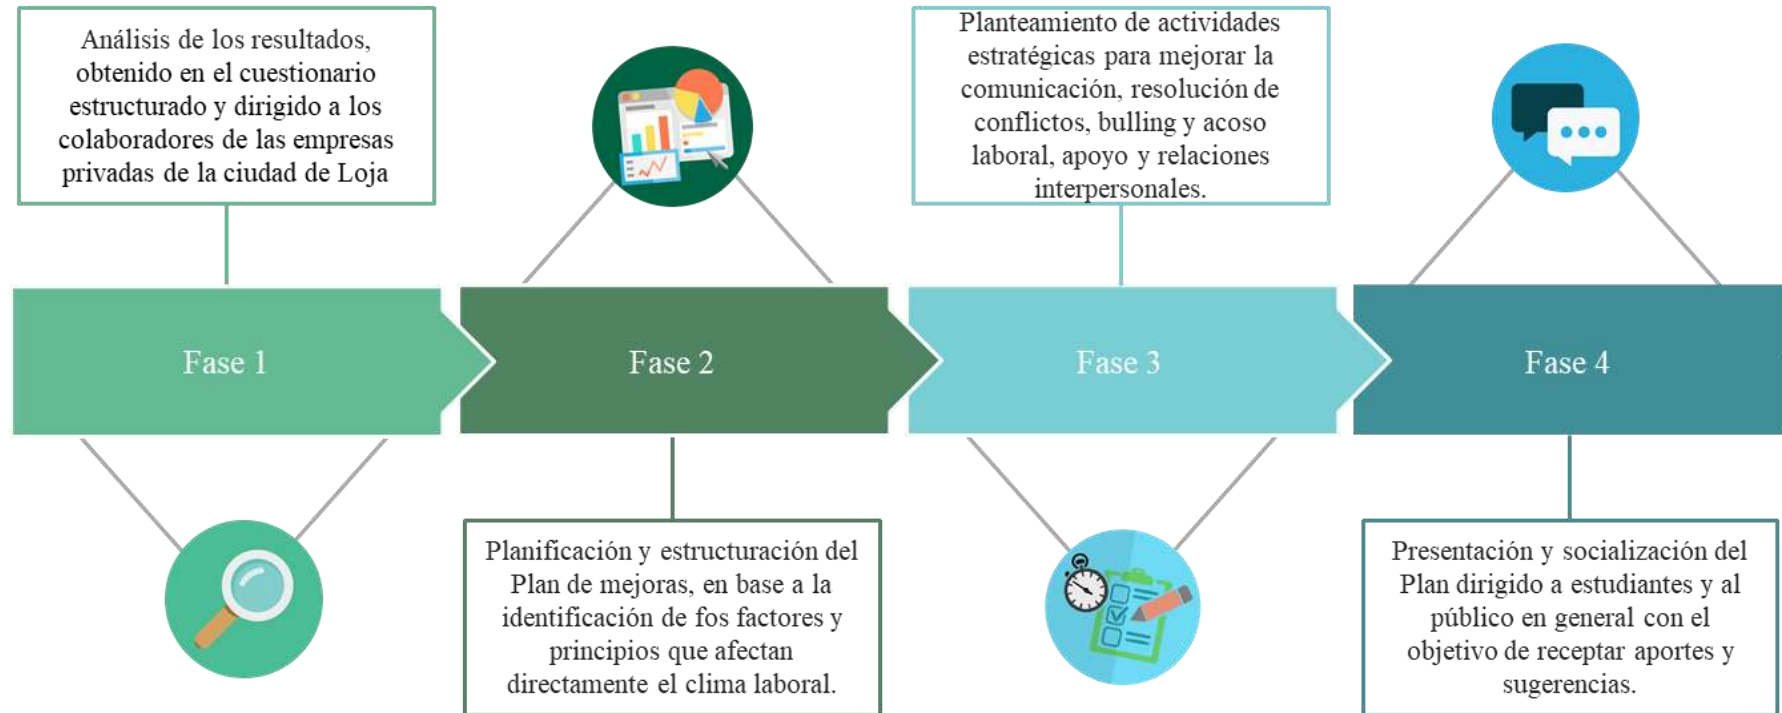 Análisis de los resultados,
obtenido en el cuestionario
estructurado y dirigido a los
colaboradores de las empresas
privadas de la ciudad de Loja
Planteamiento de actividades
estratégicas para mejorar la
comunicación, resolución de
conflictos, bulling y acoso
laboral, apoyo y relaciones
interpersonales.
Fase 1
Fase 2
Fase 3
Fase 4
Planificación y estructuración del
Plan de mejoras, en base a la
identificación de fos factores y
principios que afectan
directamente el clima laboral.
Presentación y socialización del
Plan dirigido a estudiantes y al
público en general con el
objetivo de receptar aportes y
sugerencias.